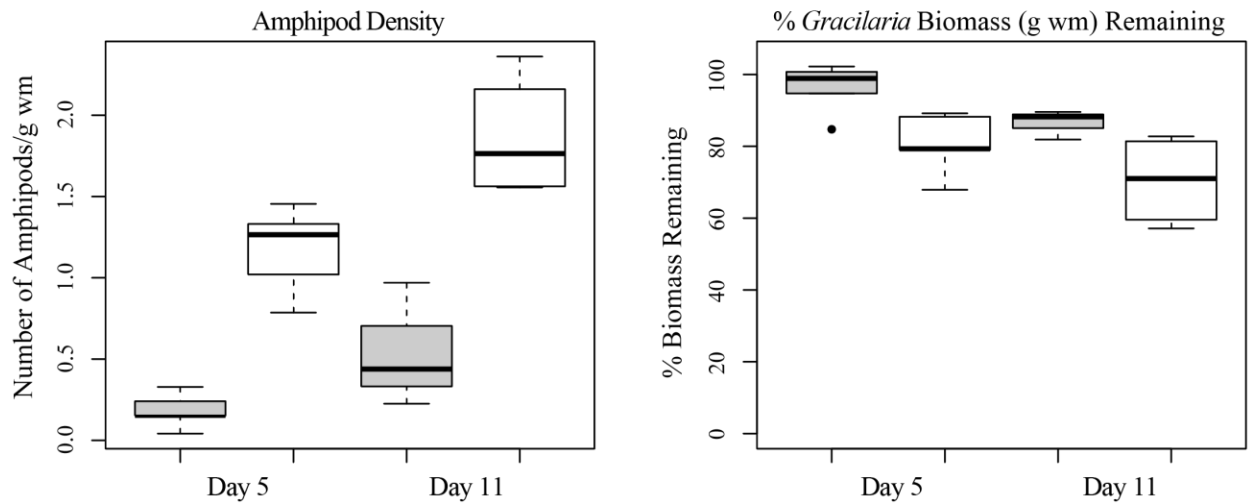 Amphipod Density
Number of Amphipods/g wm
2.0
1.5
1.0
0.5
0.0
Day 5 Day 11
% Gracilaria Biomass (g wm) Remaining
% Biomass Remaining
100
80
60
40
20
0
Day 5 Day 11